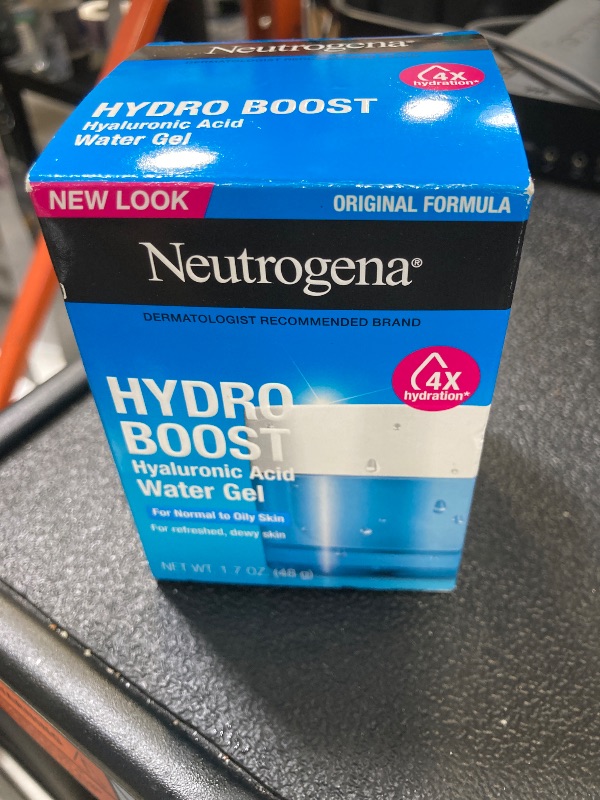 Neutrogena®
4X
hydration*
HYDRO BOOST
Hyaluronic Acid
Water Gel
NEW LOOK
ORIGINAL FORMULA
Neutrogena®
DERMATOLOGIST RECOMMENDED BRAND
4X
hydration*
HYDRO
BOOST
Hyaluronic Acid
Water Gel
For Normal to Oily Skin
For refreshed, dewy skin
NET WT. 1.7 OZ. (48 g)